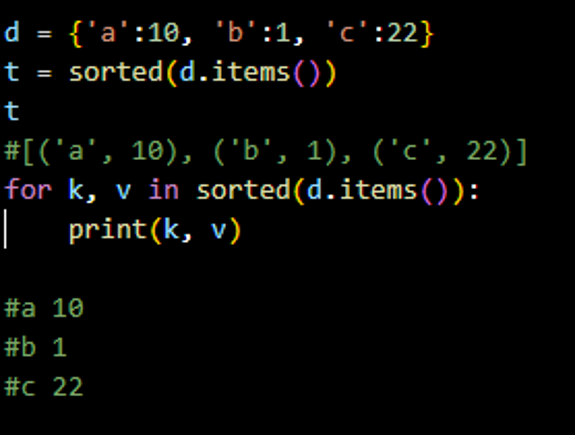 d = {'a':10, 'b':1, 'c':22}
t = sorted(d.items())
t
#[('a', 10), ('b', 1), ('c', 22)]
for k, v in sorted(d.items()):
    print(k, v)
#a 10
#b 1
#c 22